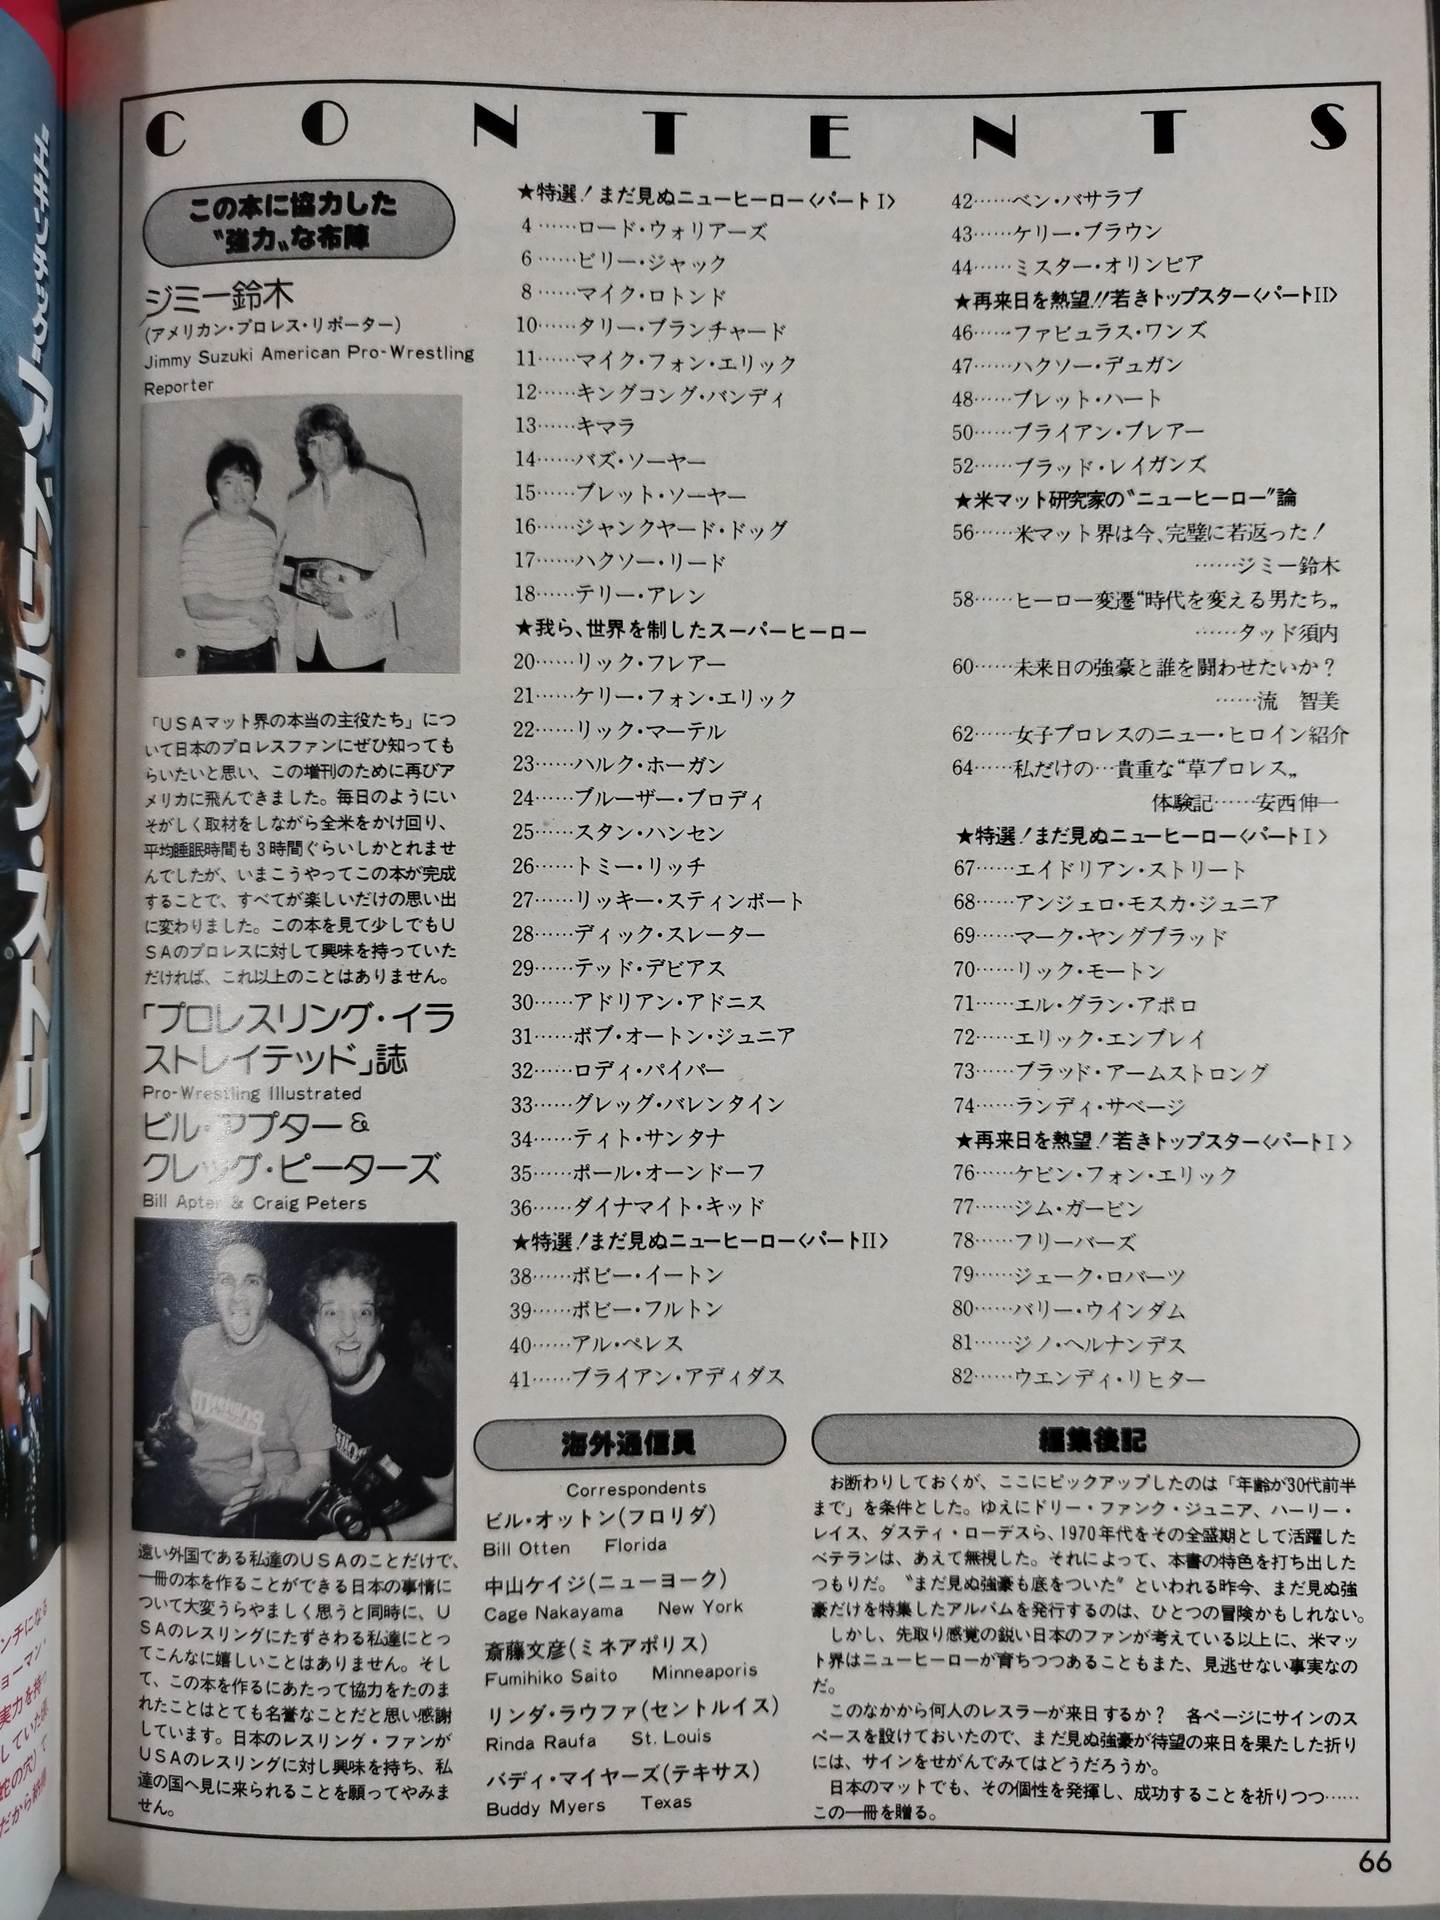 CONTENTS
この本に協力した
〝強力〟な布陣
ジミー鈴木
(アメリカン・プロレス・リポーター)
Jimmy Suzuki American Pro-Wrestling
Reporter
「USAマット界の本当の主役たち」につ
いて日本のプロレスファンにぜひ知っても
らいたいと思い、この増刊のために再びア
メリカに飛んできました。毎日のようにい
そがしく取材をしながら全米をかけ回り、
平均睡眠時間も3時間ぐらいしかとれませ
んでしたが、いまこうやってこの本が完成
することで、すべてが楽しいだけの思い出
に変わりました。この本を見て少しでもU
SAのプロレスに対して興味を持っていた
だければ、これ以上のことはありません。
「プロレスリング・イラ
ストレイテッド」誌
Pro-Wrestling Illustrated
ビル・アプター&
クレッグ・ピーターズ
Bill Apter & Craig Peters
遠い外国である私達のUSAのことだけで、
一冊の本を作ることができる日本の事情に
ついて大変うらやましく思うと同時に、U
SAのレスリングにたずさわる私達にとっ
てこんなに嬉しいことはありません。そし
て、この本を作るにあたって協力をたのま
れたことはとても名誉なことだと思い感謝
しています。日本のレスリング・ファンが
USAのレスリングに対し興味を持ち、私
達の国へ見に来られることを願ってやみま
せん。
★特選!まだ見ぬニューヒーロー〈パートI〉
4……ロード・ウォリアーズ
6……ビリー・ジャック
8……マイク・ロトンド
10……タリー・ブランチャード
11……マイク・フォン・エリック
12……キングコング・バンディ
13……キマラ
14……バズ・ソーヤー
15……ブレット・ソーヤー
16……ジャンクヤード・ドッグ
17……ハクソー・リード
18……テリー・アレン
★我ら、世界を制したスーパーヒーロー
20……リック・フレアー
21……ケリー・フォン・エリック
22……リック・マーテル
23……ハルク・ホーガン
24……ブルーザー・ブロディ
25……スタン・ハンセン
26……トミー・リッチ
27……リッキー・スティンボート
28……ディック・スレーター
29……テッド・デビアス
30……アドリアン・アドニス
31……ボブ・オートン・ジュニア
32……ロディ・パイパー
33……グレッグ・バレンタイン
34……ティト・サンタナ
35……ポール・オーンドーフ
36……ダイナマイト・キッド
★特選!まだ見ぬニューヒーロー〈パートII〉
38……ボビー・イートン
39……ボビー・フルトン
40……アル・ペレス
41……ブライアン・アディダス
42……ベン・バサラブ
43……ケリー・ブラウン
44……ミスター・オリンピア
★再来日を熱望!!若きトップスター〈パートII〉
46……ファビュラス・ワンズ
47……ハクソー・デュガン
48……ブレット・ハート
50……ブライアン・ブレアー
52……ブラッド・レイガンズ
★米マット研究家の〝ニューヒーロー〟論
56……米マット界は今、完璧に若返った!
……ジミー鈴木
58……ヒーロー変遷“時代を変える男たち〟
……タッド須内
60……未来日の強豪と誰を闘わせたいか?
……流 智美
62……女子プロレスのニュー・ヒロイン紹介
64……私だけの…貴重な“草プロレス〟
体験記……安西伸一
★特選!まだ見ぬニューヒーロー〈パートI〉
67……エイドリアン・ストリート
68……アンジェロ・モスカ・ジュニア
69……マーク・ヤングブラッド
70……リック・モートン
71……エル・グラン・アポロ
72……エリック・エンブレイ
73……ブラッド・アームストロング
74……ランディ・サベージ
★再来日を熱望!若きトップスター〈パートI〉
76……ケビン・フォン・エリック
77……ジム・ガービン
78……フリーバーズ
79……ジェーク・ロバーツ
80……バリー・ウインダム
81……ジノ・ヘルナンデス
82……ウエンディ・リヒター
海外通信員
Correspondents
ビル・オットン(フロリダ)
Bill Otten Florida
中山ケイジ(ニューヨーク)
Cage Nakayama New York
斎藤文彦(ミネアポリス)
Fumihiko Saito Minneaporis
リンダ・ラウファ(セントルイス)
Rinda Raufa St. Louis
バディ・マイヤーズ(テキサス)
Buddy Myers Texas
編集後記
お断わりしておくが、ここにピックアップしたのは「年齢が30代前半
まで」を条件とした。ゆえにドリー・ファンク・ジュニア、ハーリー・
レイス、ダスティ・ローデスら、1970年代をその全盛期として活躍した
ベテランは、あえて無視した。それによって、本書の特色を打ち出した
つもりだ。〝まだ見ぬ強豪も底をついた〟といわれる昨今、まだ見ぬ強
豪だけを特集したアルバムを発行するのは、ひとつの冒険かもしれない。
しかし、先取り感覚の鋭い日本のファンが考えている以上に、米マッ
ト界はニューヒーローが育ちつつあることもまた、見逃せない事実なの
だ。
このなかから何人のレスラーが来日するか? 各ページにサインのス
ペースを設けておいたので、まだ見ぬ強豪が待望の来日を果たした折り
には、サインをせがんでみてはどうだろうか。
日本のマットでも、その個性を発揮し、成功することを祈りつつ……
この一冊を贈る。
66